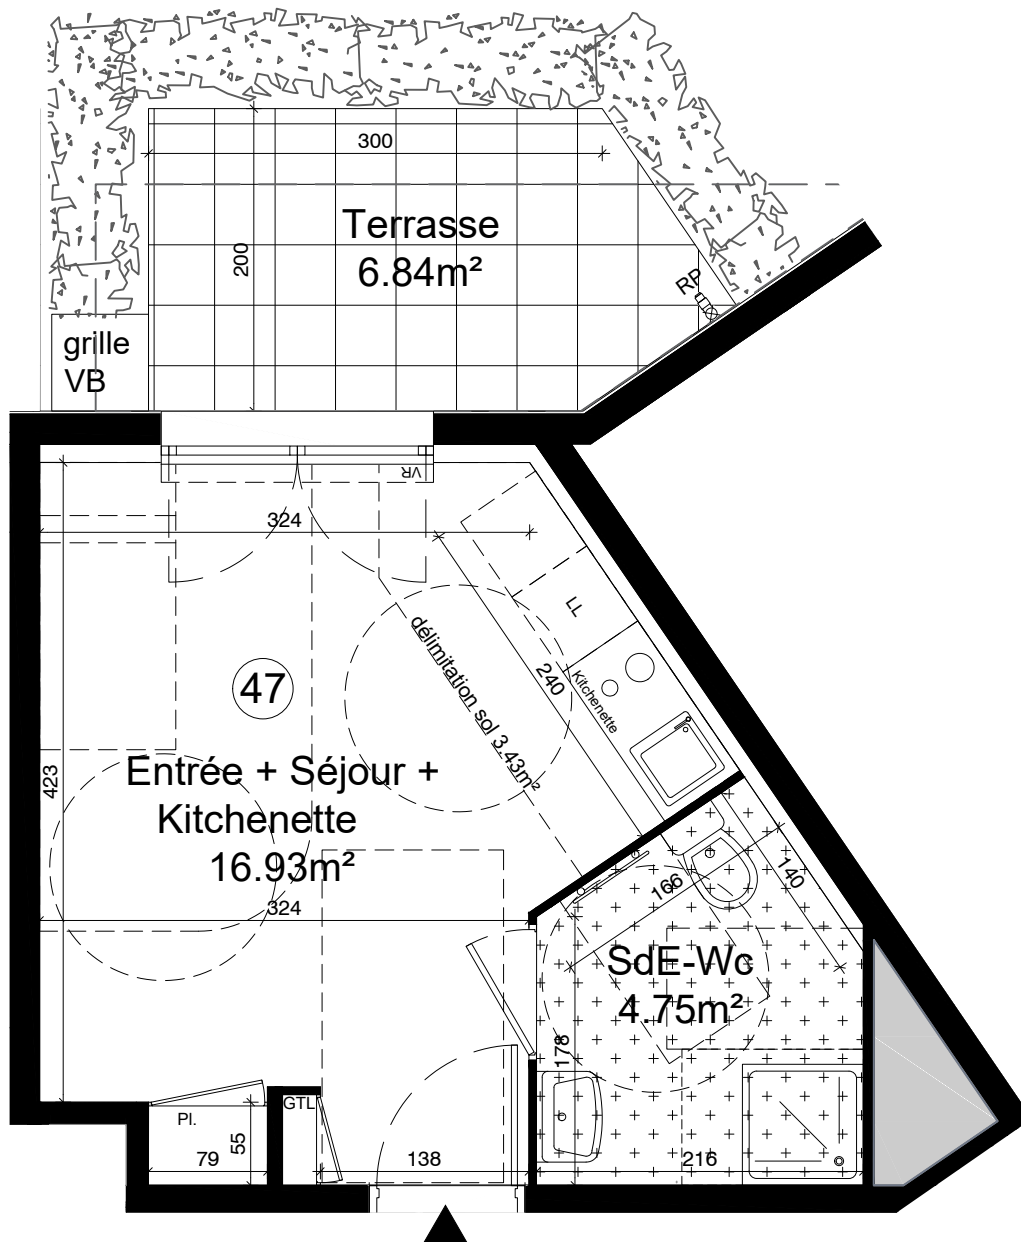 300
Terrasse
6.84m²
200
RP
grille
VB
VR
324
LL
délimitation sol 3.43m²
240
Kitchenette
47
423
Entrée + Séjour +
Kitchenette
16.93m²
324
166
140
SdE-Wc
4.75m²
178
Pl.
GTL
55
79
138
216